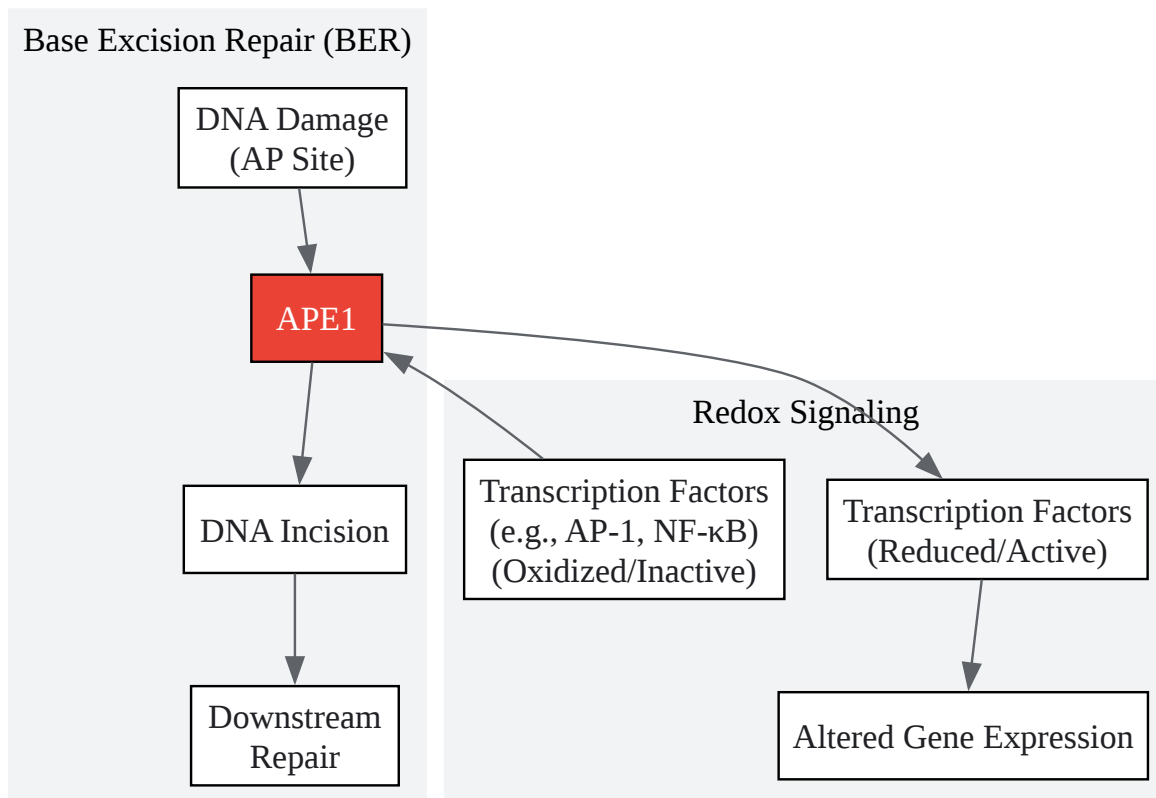 Base Excision Repair (BER)
DNA Damage
(AP Site)
APE1
DNA Incision
Downstream
Repair
Redox Signaling
Transcription Factors
(e.g., AP-1, NF-κB)
(Oxidized/Inactive)
Transcription Factors
(Reduced/Active)
Altered Gene Expression